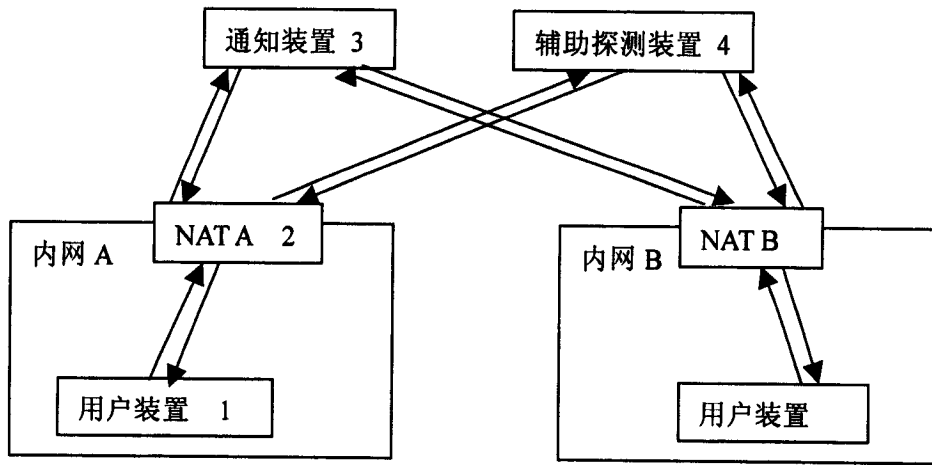 通知装置 3
辅助探测装置 4
NAT A 2
内网 A
NAT B
内网 B
用户装置 1
用户装置